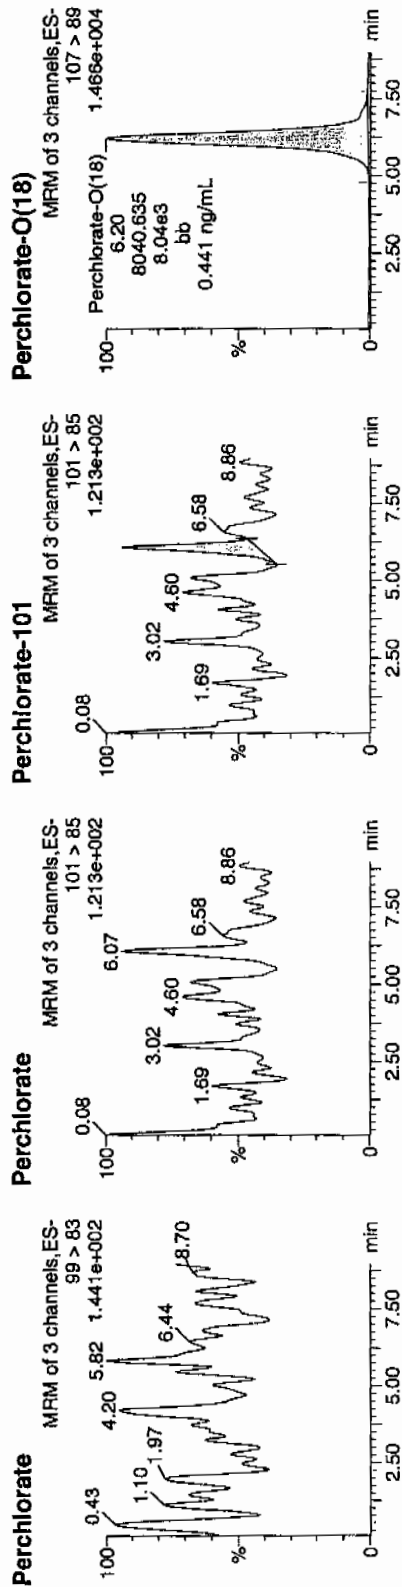 Perchlorate
MRM of 3 channels,ES-
99 > 83
1.441e+002
100
%
0
0.43
1.10
1.97
4.20
5.82
6.44
8.70
2.50
5.00
7.50
min
Perchlorate
MRM of 3 channels,ES-
101 > 85
1.213e+002
100
%
0
0.08
1.69
3.02
4.60
6.07
6.58
8.86
2.50
5.00
7.50
min
Perchlorate-101
MRM of 3 channels,ES-
101 > 85
1.213e+002
100
%
0
0.08
1.69
3.02
4.60
6.58
8.86
2.50
5.00
7.50
min
Perchlorate-O(18)
MRM of 3 channels,ES-
107 > 89
1.466e+004
100
%
0
Perchlorate-O(18)
6.20
8040.635
8.04e3
bb
0.441 ng/mL
2.50
5.00
7.50
min